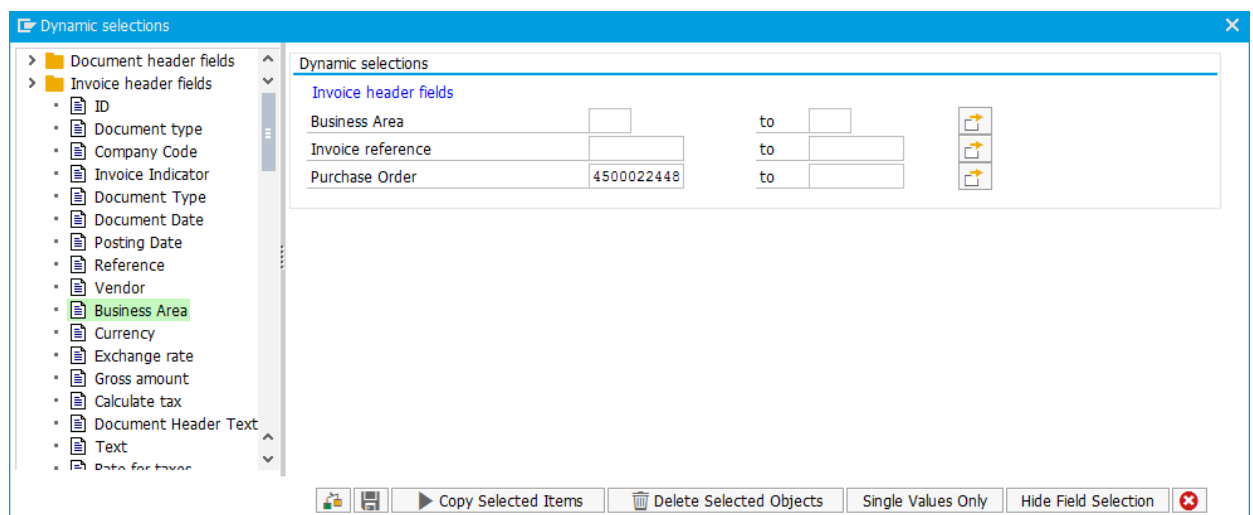 Dynamic selections
Document header fields
Invoice header fields
ID
Document type
Company Code
Invoice Indicator
Document Type
Document Date
Posting Date
Reference
Vendor
Business Area
Currency
Exchange rate
Gross amount
Calculate tax
Document Header Text
Text
Rate for taxes
Dynamic selections
Invoice header fields
Business Area to
Invoice reference to
Purchase Order 4500022448 to
Copy Selected Items Delete Selected Objects Single Values Only Hide Field Selection